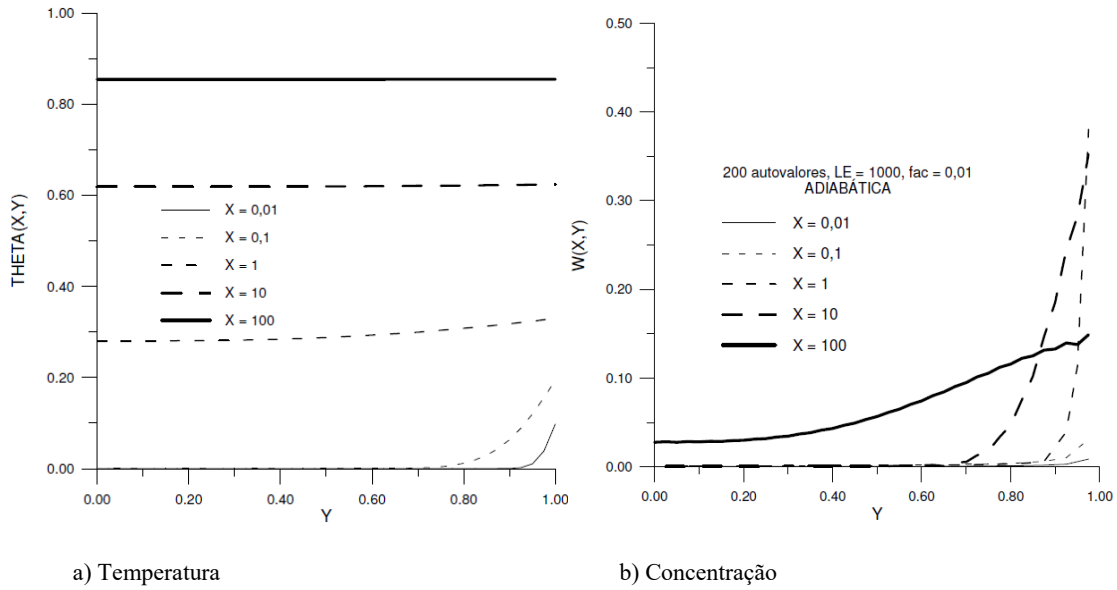 1.00
0.80
0.60
0.40
0.20
0.00
THETA(X,Y)
X = 0,01
X = 0,1
X = 1
X = 10
X = 100
0.00 0.20 0.40 0.60 0.80 1.00
Y
0.50
0.40
0.30
0.20
0.10
0.00
W(X,Y)
200 autovalores, LE = 1000, fac = 0,01
ADIABÁTICA
X = 0,01
X = 0,1
X = 1
X = 10
X = 100
0.00 0.20 0.40 0.60 0.80 1.00
Y
a) Temperatura
b) Concentração